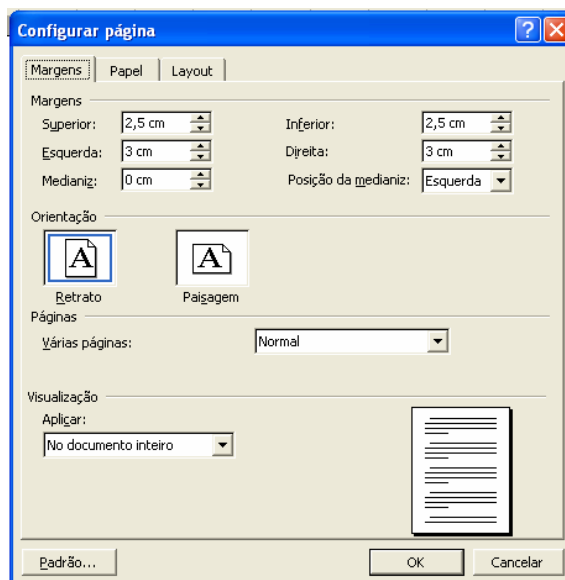 Configurar página
Margens Papel Layout
Margens
Superior: 2,5 cm Inferior: 2,5 cm
Esquerda: 3 cm Direita: 3 cm
Medianiz: 0 cm Posição da medianiz: Esquerda
Orientação
A A
Retrato Paisagem
Páginas
Várias páginas: Normal
Visualização
Aplicar:
No documento inteiro
Padrão... OK Cancelar